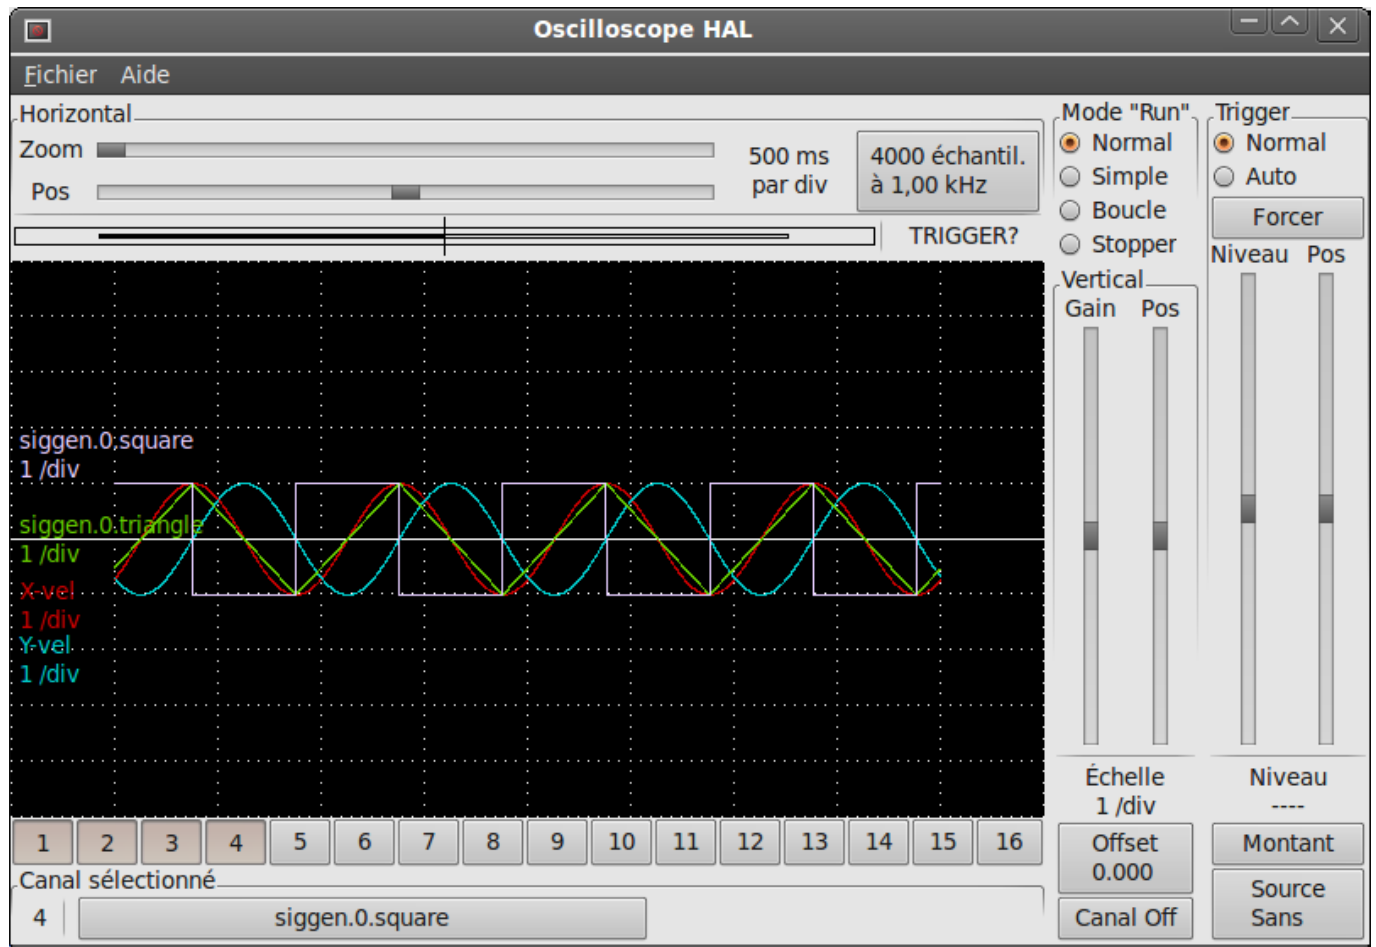 Oscilloscope HAL
Fichier Aide
Horizontal
Zoom
Pos
500 ms
par div
4000 échantil.
à 1,00 kHz
TRIGGER?
Mode "Run"
Normal
Simple
Boucle
Stopper
Trigger
Normal
Auto
Forcer
Niveau Pos
Vertical
Gain Pos
siggen.0.square
1 /div
siggen.0.triangle
1 /div
X-vel
1 /div
Y-vel
1 /div
Échelle
1 /div
Niveau
----
1 2 3 4 5 6 7 8 9 10 11 12 13 14 15 16
Offset
0.000
Montant
Canal sélectionné
4 siggen.0.square
Canal Off
Source
Sans